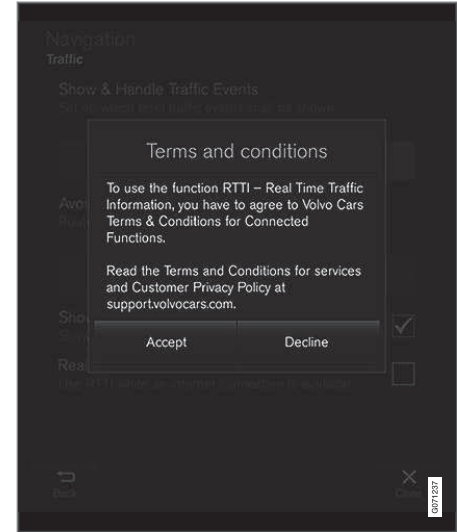 Navigation
Traffic
Show & Handle Traffic Events
Terms and conditions
To use the function RTTI – Real Time Traffic
Information, you have to agree to Volvo Cars
Terms & Conditions for Connected
Functions.
Read the Terms and Conditions for services
and Customer Privacy Policy at
support.volvocars.com.
Accept
Decline
Back
Close
G071237